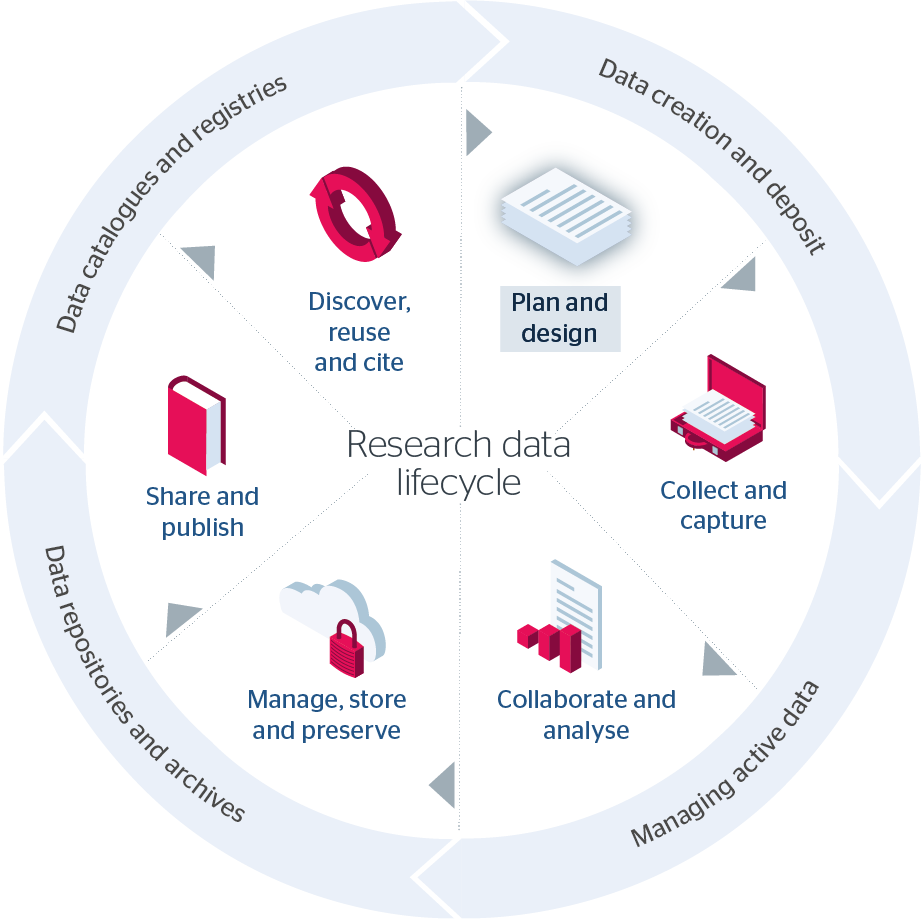 Data creation and deposit
Managing active data
Data repositories and archives
Data catalogues and registries
Plan and
design
Collect and
capture
Collaborate and
analyse
Manage, store
and preserve
Share and
publish
Discover,
reuse
and cite
Research data
lifecycle